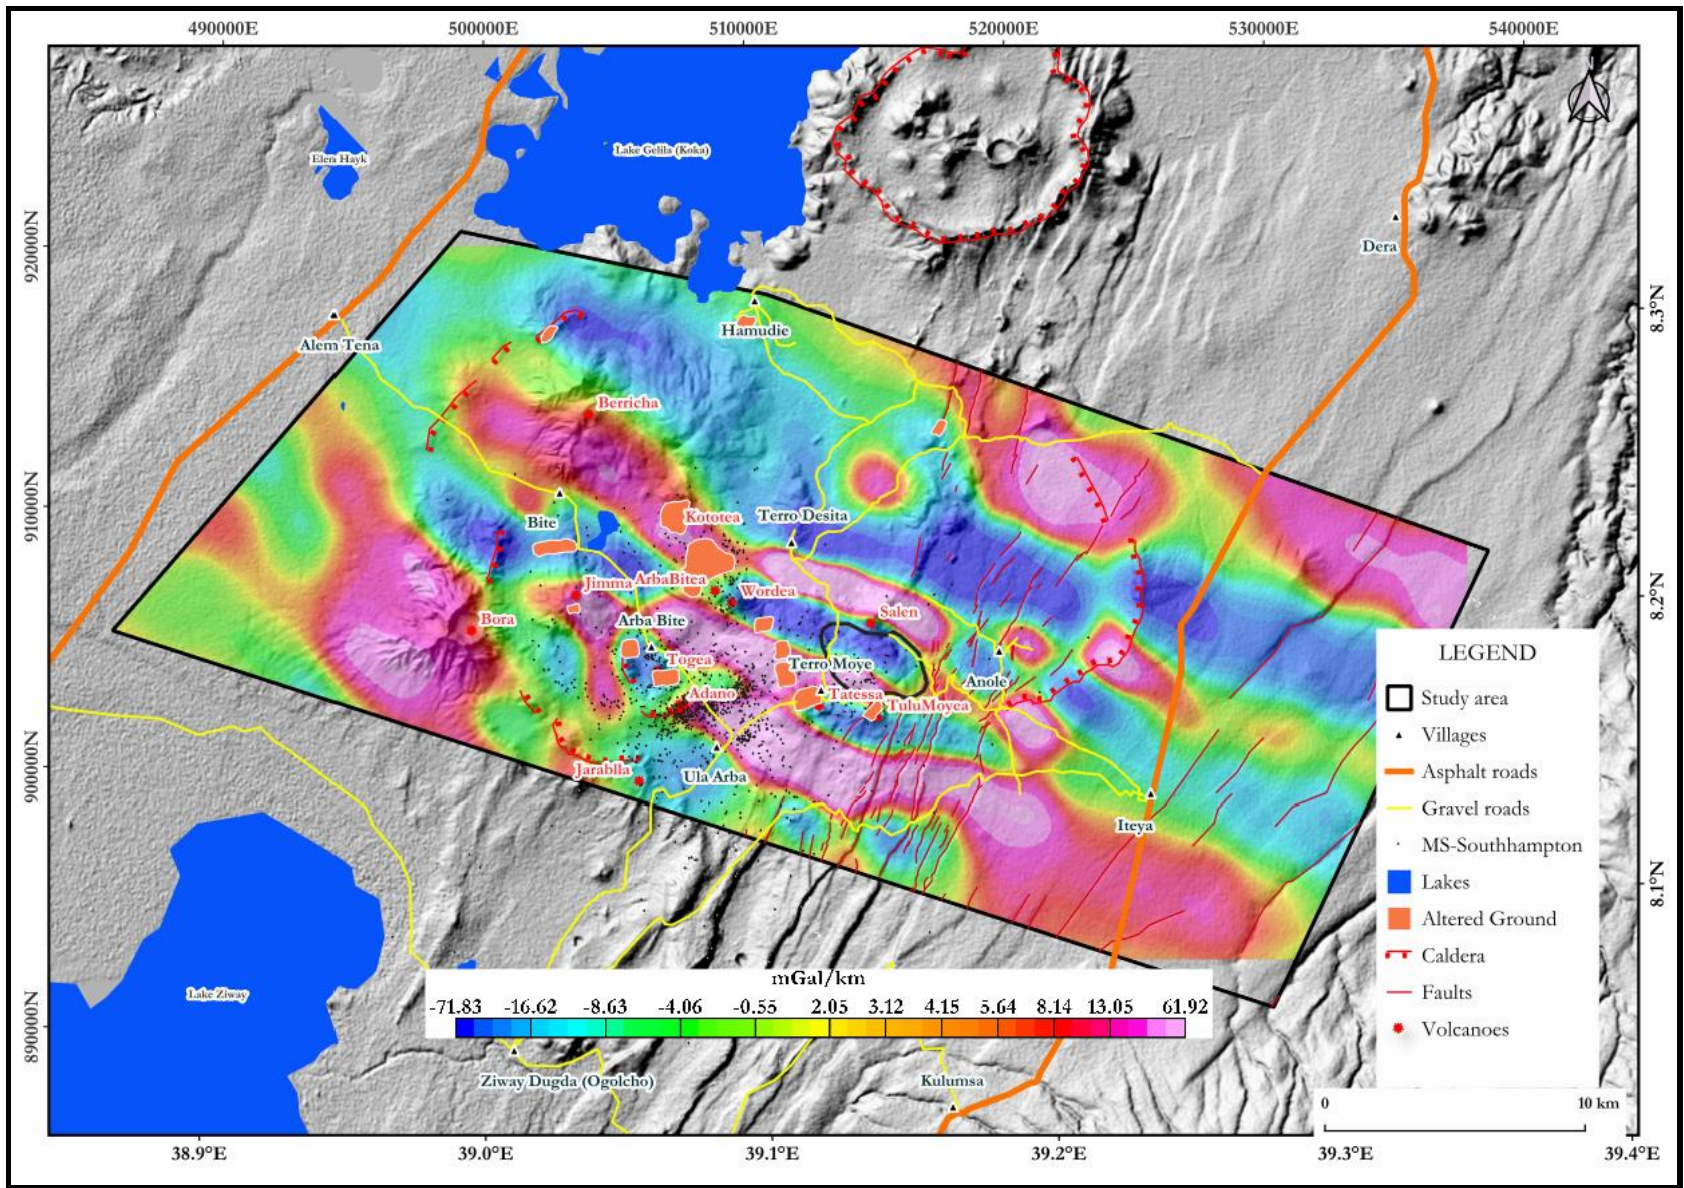 490000E 500000E 510000E 520000E 530000E 540000E
Elen Hayk
Lake Gelila (Koka)
920000N
Dera
8.3°N
Hamudie
Alem Tena
Berricha
910000N
Kototea
Terro Desita
Bite
Jimma
ArbaBitea
Wordea
8.2°N
Salen
Bora
Arba Bite
Togea
Terro Moye
Anole
Adano
Tatessa
TuluMoyea
Jarablla
Ula Arba
900000N
Iteya
8.1°N
LEGEND
Study area
Villages
Asphalt roads
Gravel roads
MS-Southhampton
Lakes
Altered Ground
Caldera
Faults
Volcanoes
mGal/km
-71.83 -16.62 -8.63 -4.06 -0.55 2.05 3.12 4.15 5.64 8.14 13.05 61.92
Lake Ziway
890000N
Ziway Dugda (Ogolcho)
Kulumsa
0 10 km
38.9°E 39.0°E 39.1°E 39.2°E 39.3°E 39.4°E